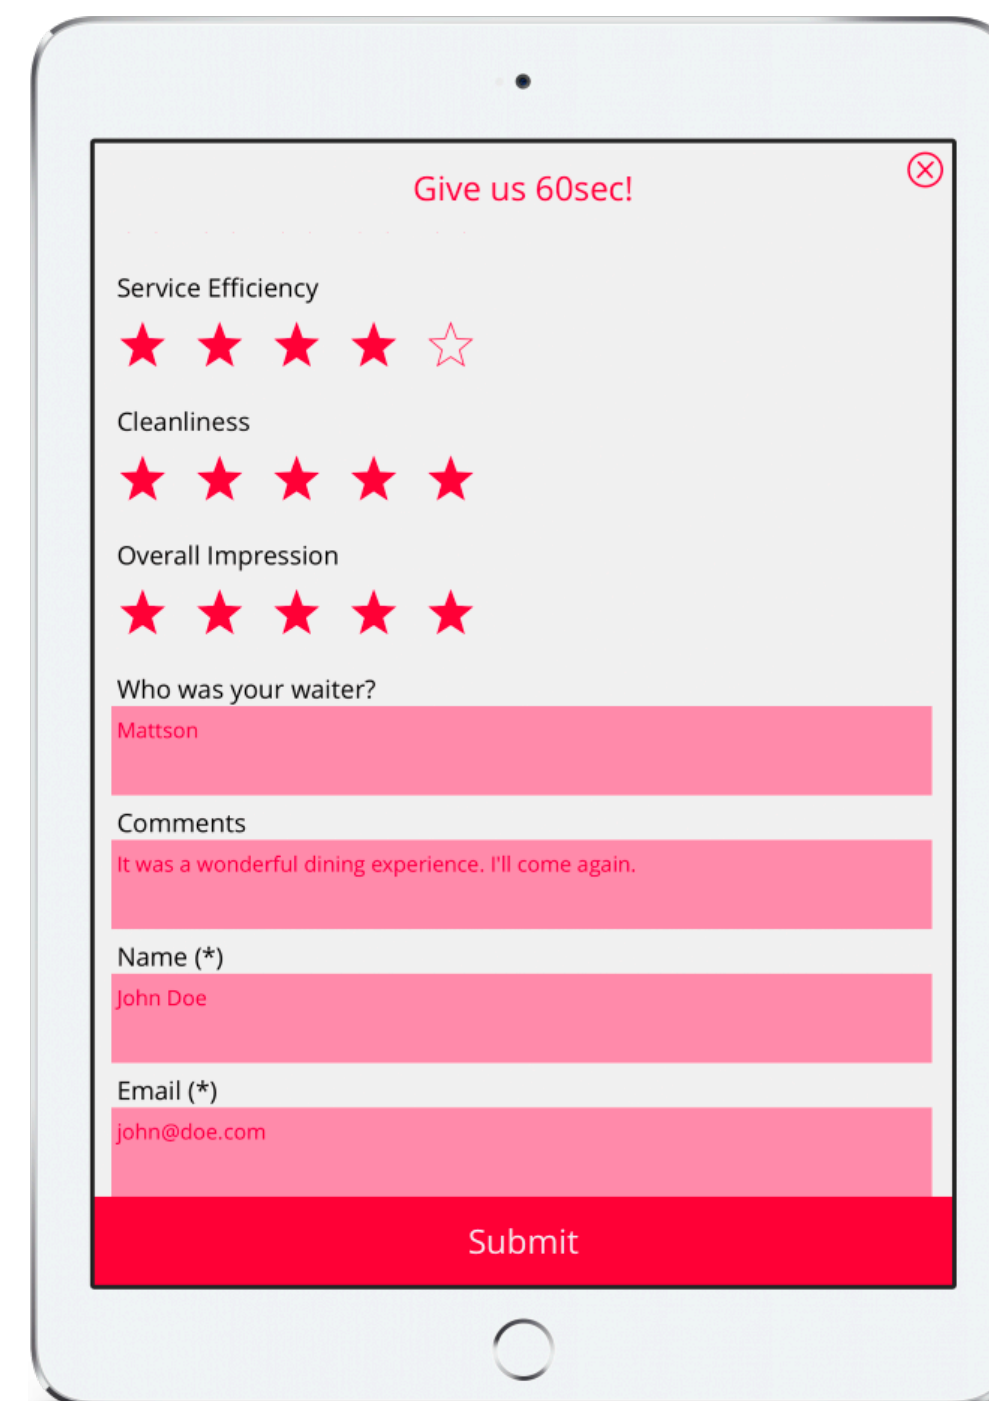 Give us 60sec!
Service Efficiency
Cleanliness
Overall Impression
Who was your waiter?
Mattson
Comments
It was a wonderful dining experience. I'll come again.
Name (*)
John Doe
Email (*)
john@doe.com
Submit